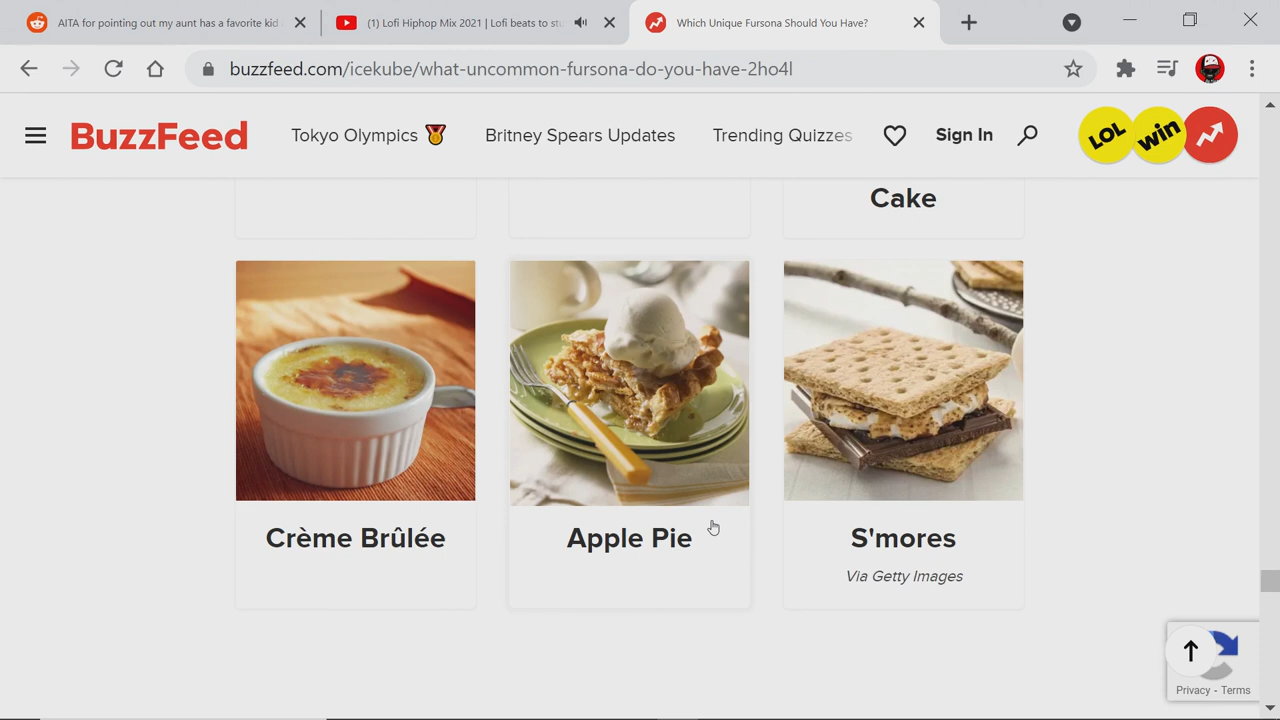 AITA for pointing out my aunt has a favorite kid
(1) Lofi Hiphop Mix 2021 | Lofi beats to stu
Which Unique Fursona Should You Have?
buzzfeed.com/icekube/what-uncommon-fursona-do-you-have-2ho4l
BuzzFeed
Tokyo Olympics
Britney Spears Updates
Trending Quizzes
Sign In
LOL
win
Cake
Crème Brûlée
Apple Pie
S'mores
Via Getty Images
Privacy - Terms